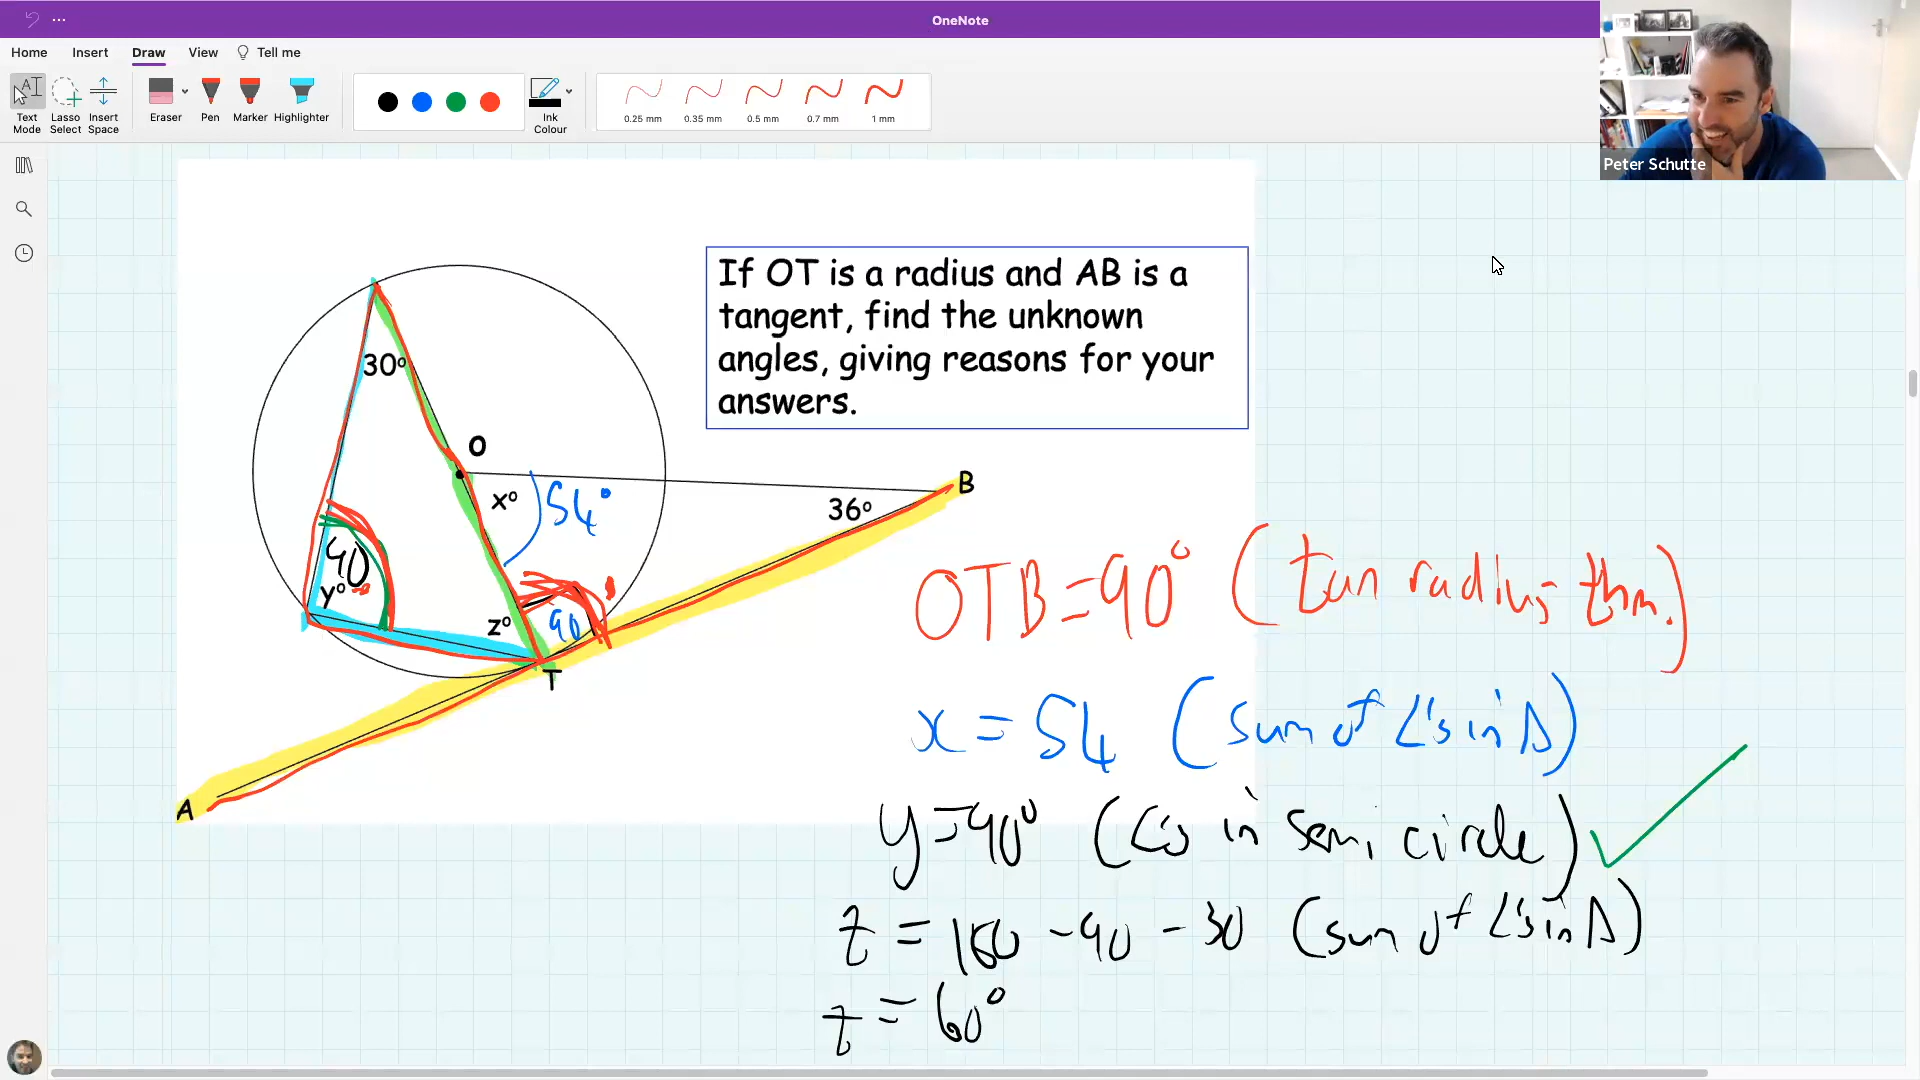 OneNote
Home Insert Draw View Tell me
Text Mode
Lasso Select
Insert Space
Eraser
Pen
Marker
Highlighter
Ink Colour
0.25 mm
0.35 mm
0.5 mm
0.7 mm
1 mm
Peter Schutte
If OT is a radius and AB is a
tangent, find the unknown
angles, giving reasons for your
answers.
30°
O
x°
54°
36°
B
90°
y°
z°
90
T
A
OTB=90° (tan radius thm.)
x = 54 (sum of ∠'s in Δ)
y=90° (∠'s in semi circle)
z = 180 - 90 - 30 (sum of ∠'s in Δ)
z = 60°